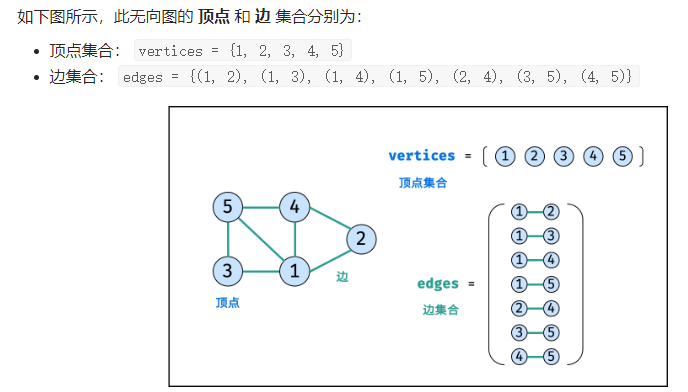 如下图所示，此无向图的 顶点 和 边 集合分别为：
• 顶点集合： vertices = {1, 2, 3, 4, 5}
• 边集合： edges = {(1, 2), (1, 3), (1, 4), (1, 5), (2, 4), (3, 5), (4, 5)}
vertices = [ 1 2 3 4 5 ]
顶点集合
5 4
2
3 1
边
顶点
edges =
边集合
1 2
1 3
1 4
1 5
2 4
3 5
4 5